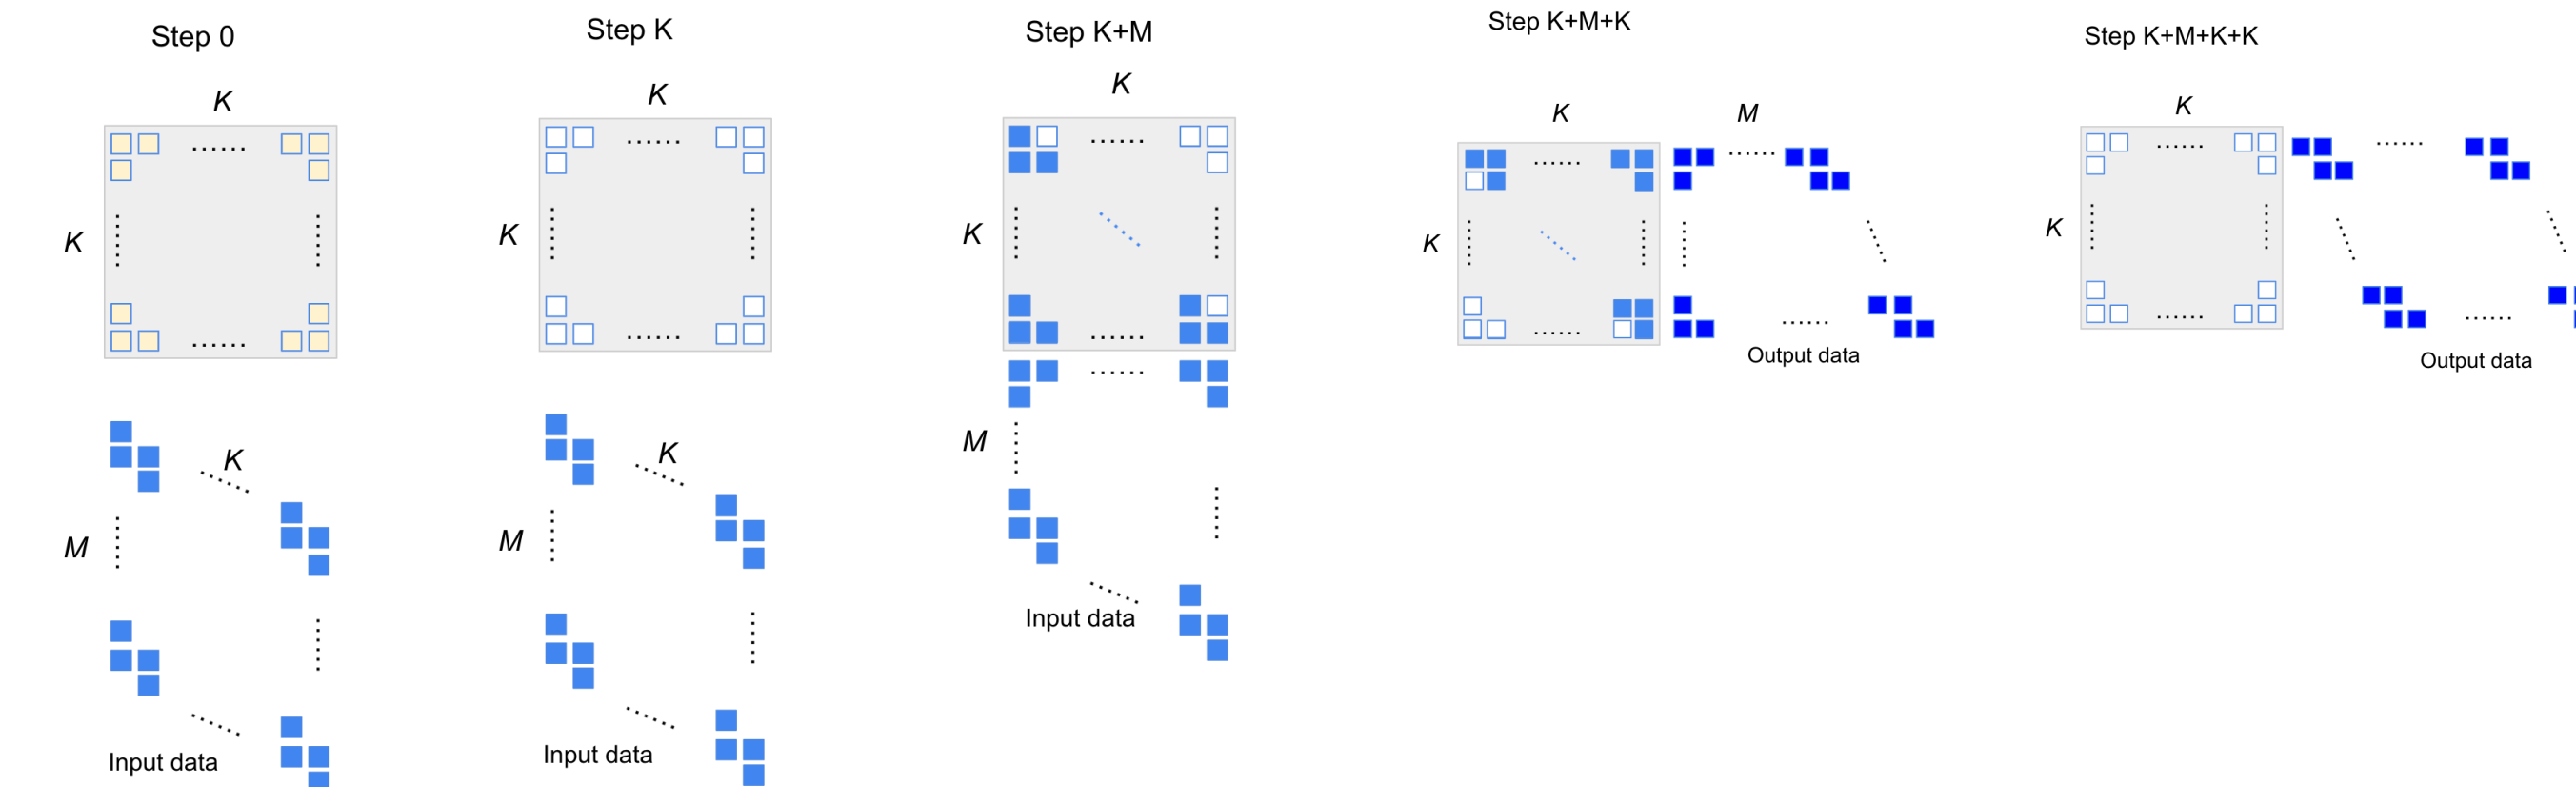 Step 0
K
K
K
M
Input data
Step K
K
K
K
M
Input data
Step K+M
K
K
M
Input data
Step K+M+K
K
M
K
Output data
Step K+M+K+K
K
K
Output data